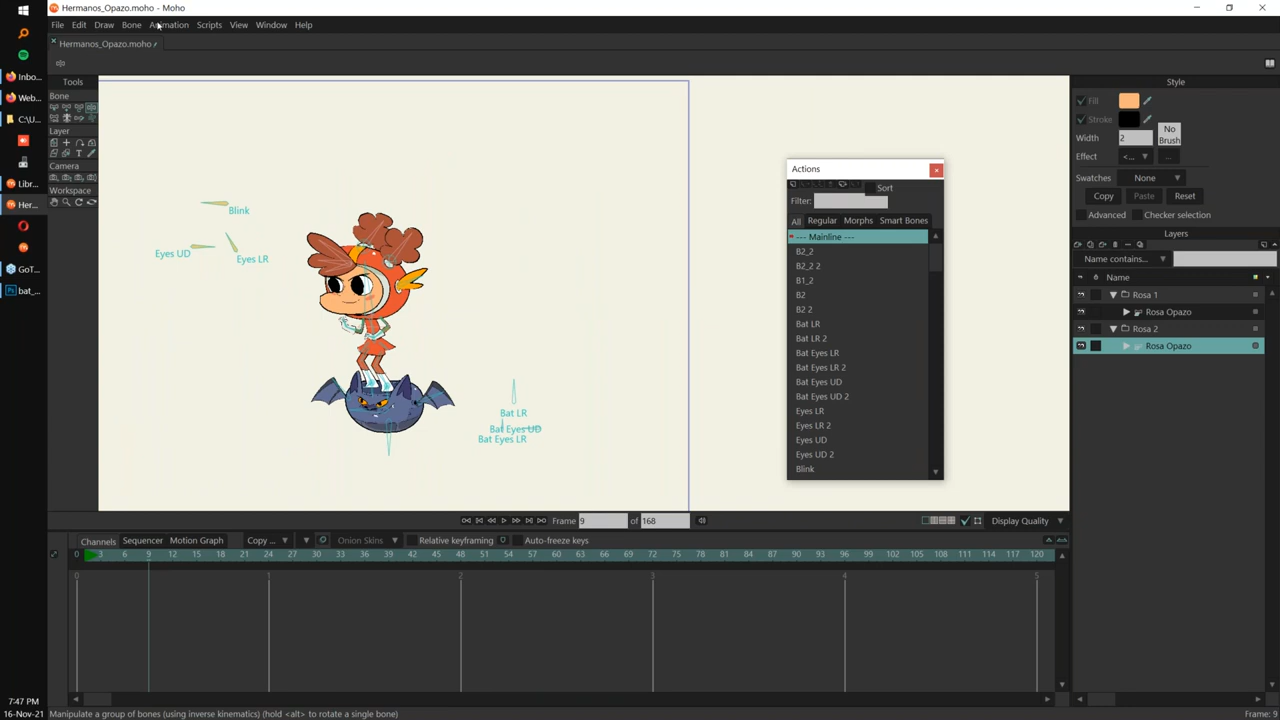 Hermanos_Opazo.moho - Moho
File Edit Draw Bone Animation Scripts View Window Help
Hermanos_Opazo.moho
Tools
Bone
Layer
Camera
Workspace
Inbo...
Web...
C:\U...
Libr...
Her...
GoT...
bat_...
7:47 PM
16-Nov-21
Blink
Eyes UD
Eyes LR
Bat LR
Bat Eyes UD
Bat Eyes LR
Actions
Sort
Filter:
All Regular Morphs Smart Bones
--- Mainline ---
B2_2
B2_2 2
B1_2
B2
B2 2
Bat LR
Bat LR 2
Bat Eyes LR
Bat Eyes LR 2
Bat Eyes UD
Bat Eyes UD 2
Eyes LR
Eyes LR 2
Eyes UD
Eyes UD 2
Blink
Style
Fill
Stroke
No Brush
Width 2
Effect <... ...
Swatches None
Copy Paste Reset
Advanced Checker selection
Layers
Name contains...
Name
Rosa 1
Rosa Opazo
Rosa 2
Rosa Opazo
Frame 9 of 168
Display Quality
Channels Sequencer Motion Graph Copy ... Onion Skins Relative keyframing Auto-freeze keys
0 3 6 9 12 15 18 21 24 27 30 33 36 39 42 45 48 51 54 57 60 63 66 69 72 75 78 81 84 87 90 93 96 99 102 105 108 111 114 117 120
0 1 2 3 4 5
Manipulate a group of bones (using inverse kinematics) (hold <alt> to rotate a single bone)
Frame: 9